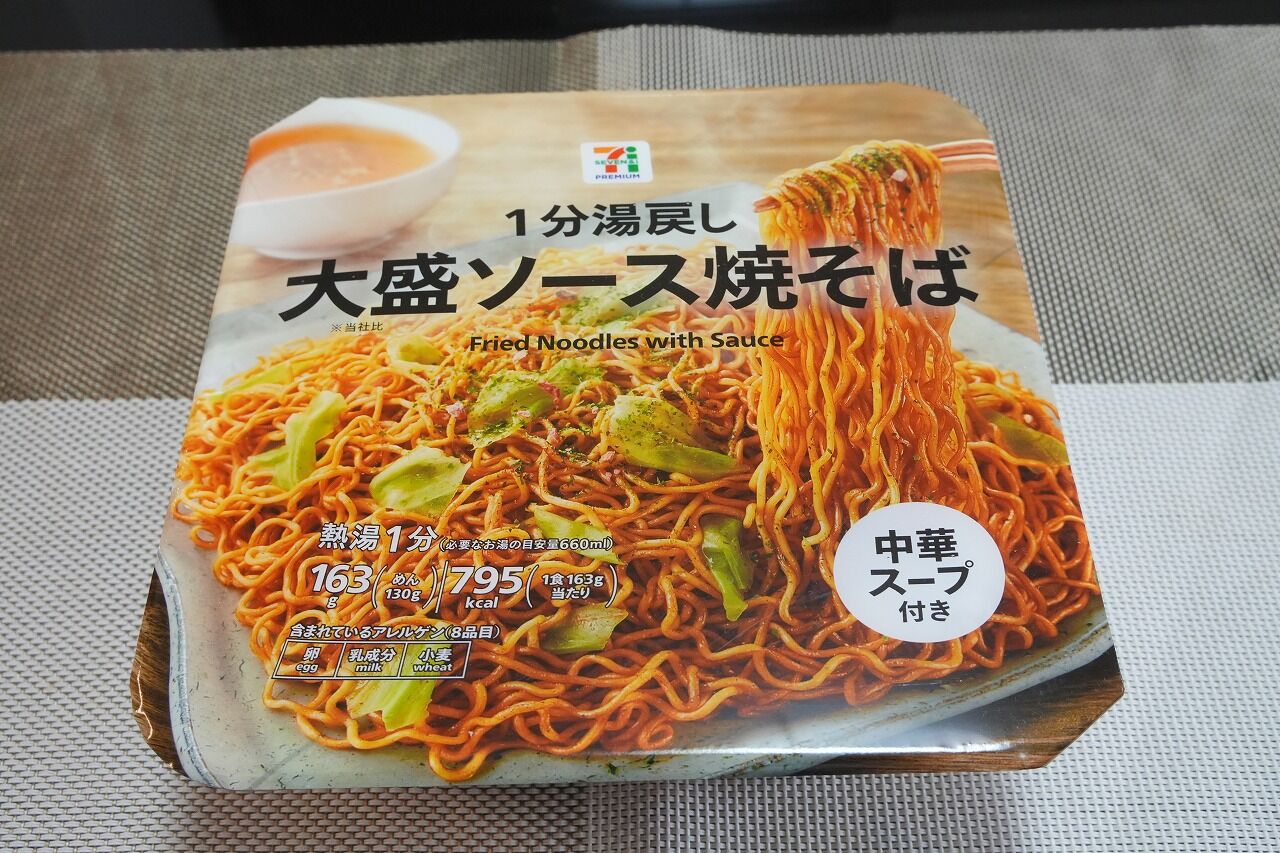 SEVEN&i
PREMIUM
1分湯戻し
大盛ソース焼そば
※当社比
Fried Noodles with Sauce
熱湯1分(必要なお湯の目安量660ml)
163g(めん130g) 795kcal(1食163g当たり)
含まれているアレルゲン(8品目)
卵 egg 乳成分 milk 小麦 wheat
中華
スープ
付き